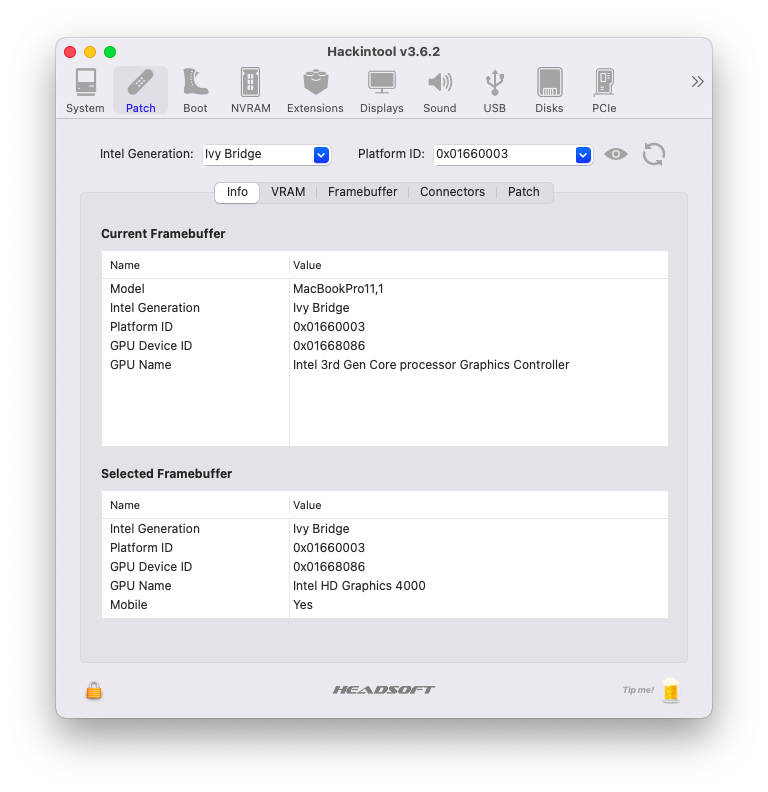 Hackintool v3.6.2
System Patch Boot NVRAM Extensions Displays Sound USB Disks PCIe
Intel Generation: Ivy Bridge Platform ID: 0x01660003
Info VRAM Framebuffer Connectors Patch
Current Framebuffer
Name Value
Model MacBookPro11,1
Intel Generation Ivy Bridge
Platform ID 0x01660003
GPU Device ID 0x01668086
GPU Name Intel 3rd Gen Core processor Graphics Controller
Selected Framebuffer
Name Value
Intel Generation Ivy Bridge
Platform ID 0x01660003
GPU Device ID 0x01668086
GPU Name Intel HD Graphics 4000
Mobile Yes
HEADSOFT Tip me!